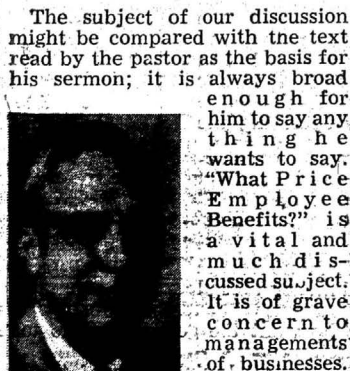 The subject of our discussion
might be compared with the text
read by the pastor as the basis for
his sermon; it is always broad
enough for
him to say any
thing he
wants to say.
"What Price
Employee
Benefits?" is
a vital and
much dis-
cussed subject.
It is of grave
concern to
managements
of businesses.